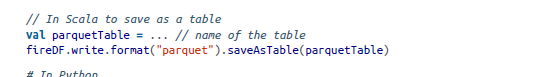 // In Scala to save as a table
val parquetTable = ... // name of the table
fireDF.write.format("parquet").saveAsTable(parquetTable)
# In Python